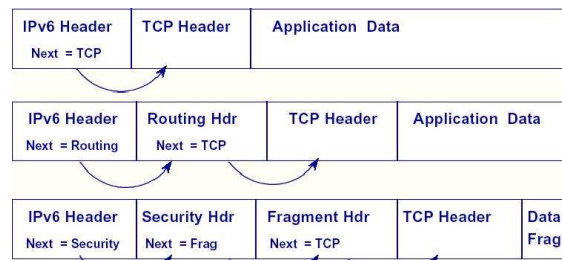 IPv6 Header TCP Header Application Data
Next = TCP
IPv6 Header Routing Hdr TCP Header Application Data
Next = Routing Next = TCP
IPv6 Header Security Hdr Fragment Hdr TCP Header Data
Next = Security Next = Frag Next = TCP Frag